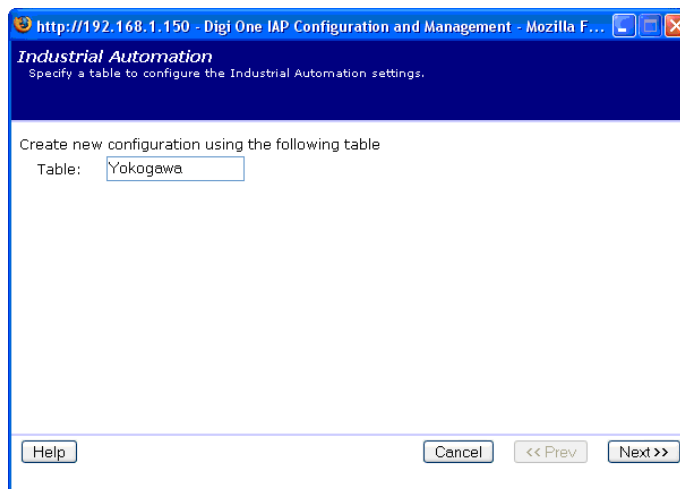 http://192.168.1.150 - Digi One IAP Configuration and Management - Mozilla F...
Industrial Automation
Specify a table to configure the Industrial Automation settings.
Create new configuration using the following table
Table: Yokogawa
Help Cancel << Prev Next >>